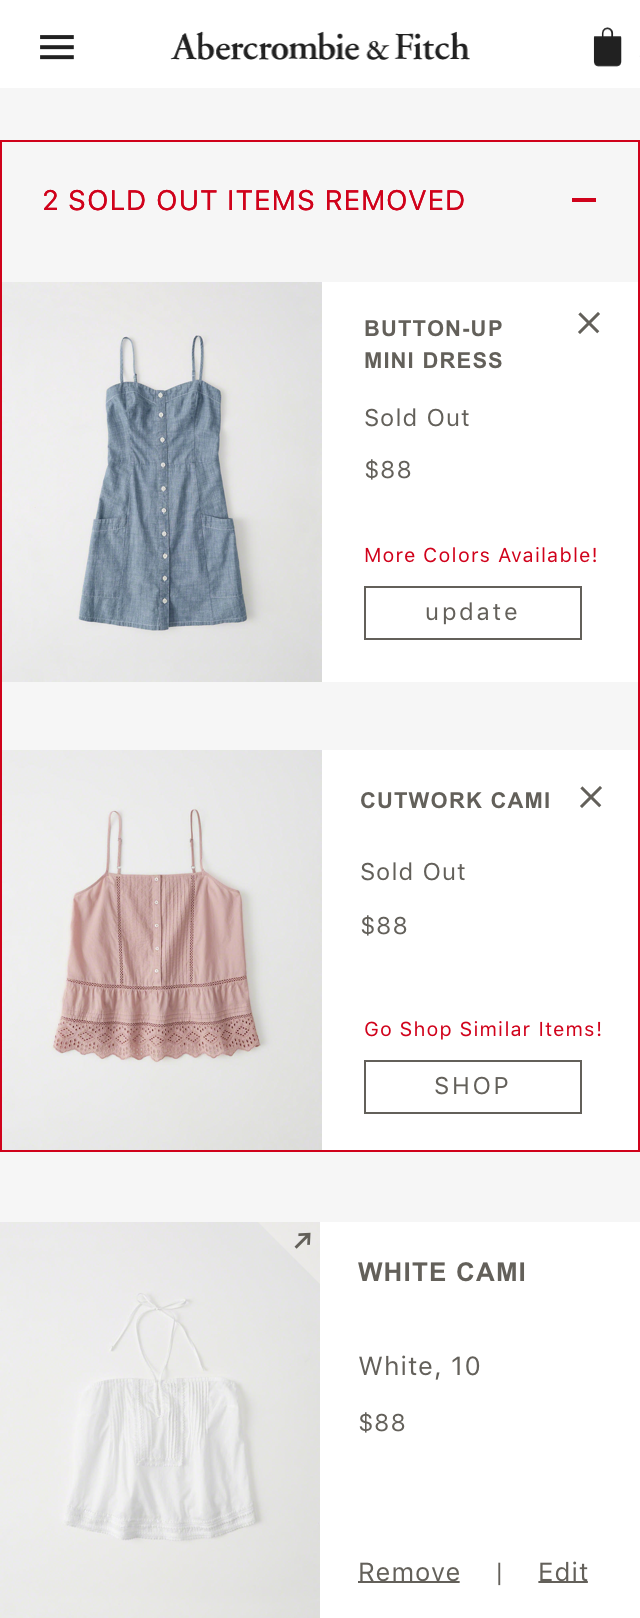 Abercrombie & Fitch
2 SOLD OUT ITEMS REMOVED
BUTTON-UP
MINI DRESS
Sold Out
$88
More Colors Available!
update
CUTWORK CAMI
Sold Out
$88
Go Shop Similar Items!
SHOP
WHITE CAMI
White, 10
$88
Remove | Edit